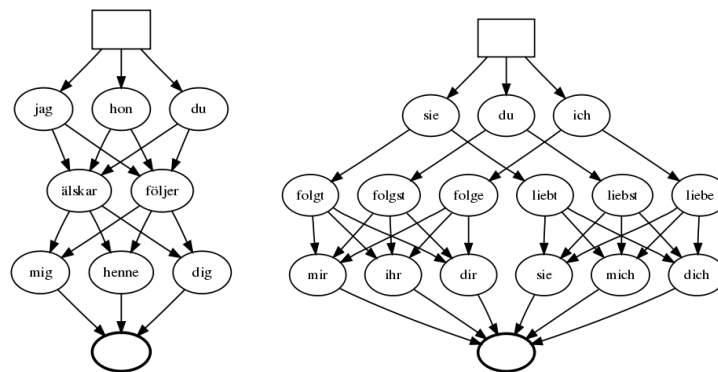 jag hon du
sie du ich
älskar följer
folgt folgst folge liebt liebst liebe
mig henne dig
mir ihr dir sie mich dich